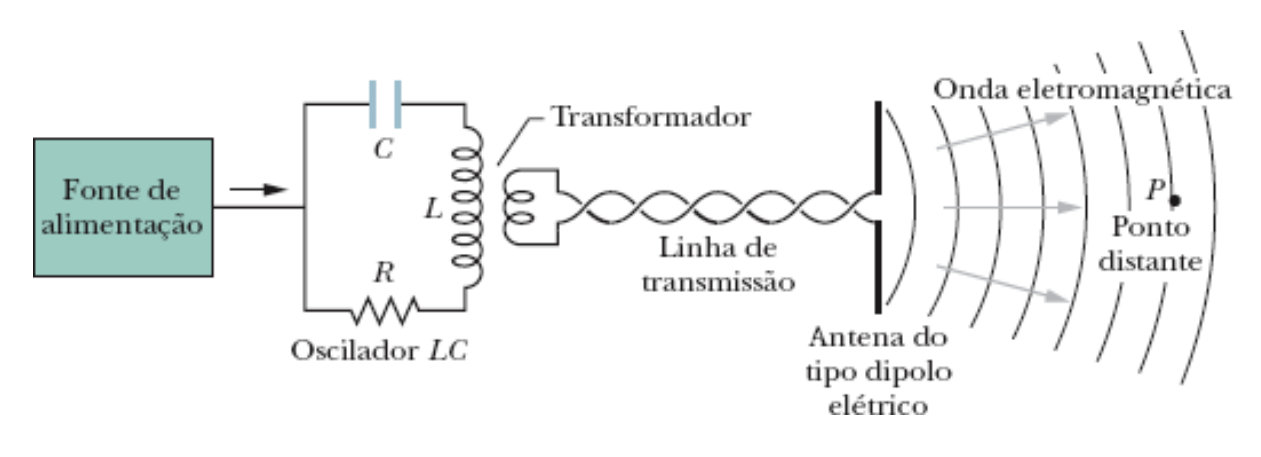 Onda eletromagnética
Transformador
C
Fonte de
alimentação
L
P
Ponto
distante
Linha de
transmissão
R
Oscilador LC
Antena do
tipo dipolo
elétrico